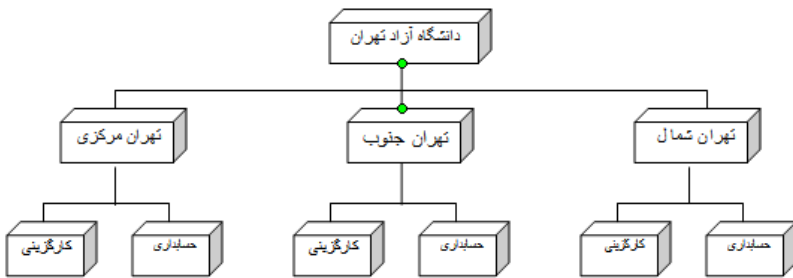 دانشگاه آزاد تهران
تهران شمال
تهران جنوب
تهران مرکزی
حسابداری
کارگزینی
حسابداری
کارگزینی
حسابداری
کارگزینی